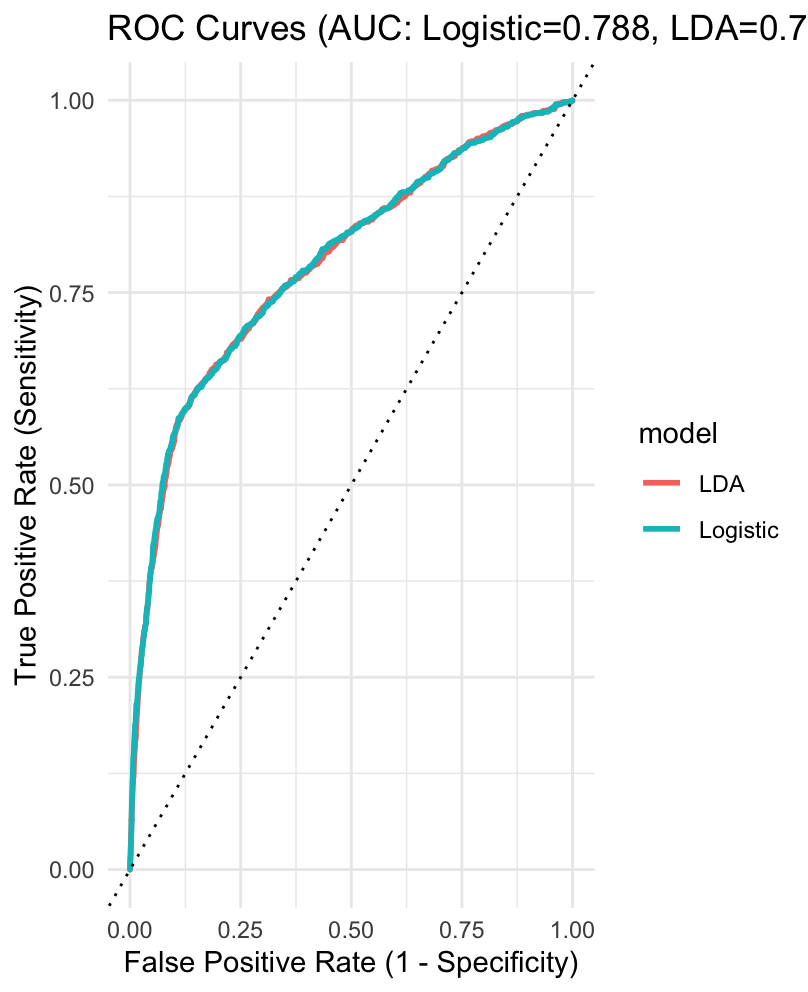 ROC Curves (AUC: Logistic=0.788, LDA=0.7
True Positive Rate (Sensitivity)
1.00
0.75
0.50
0.25
0.00
0.00 0.25 0.50 0.75 1.00
False Positive Rate (1 - Specificity)
model
LDA
Logistic